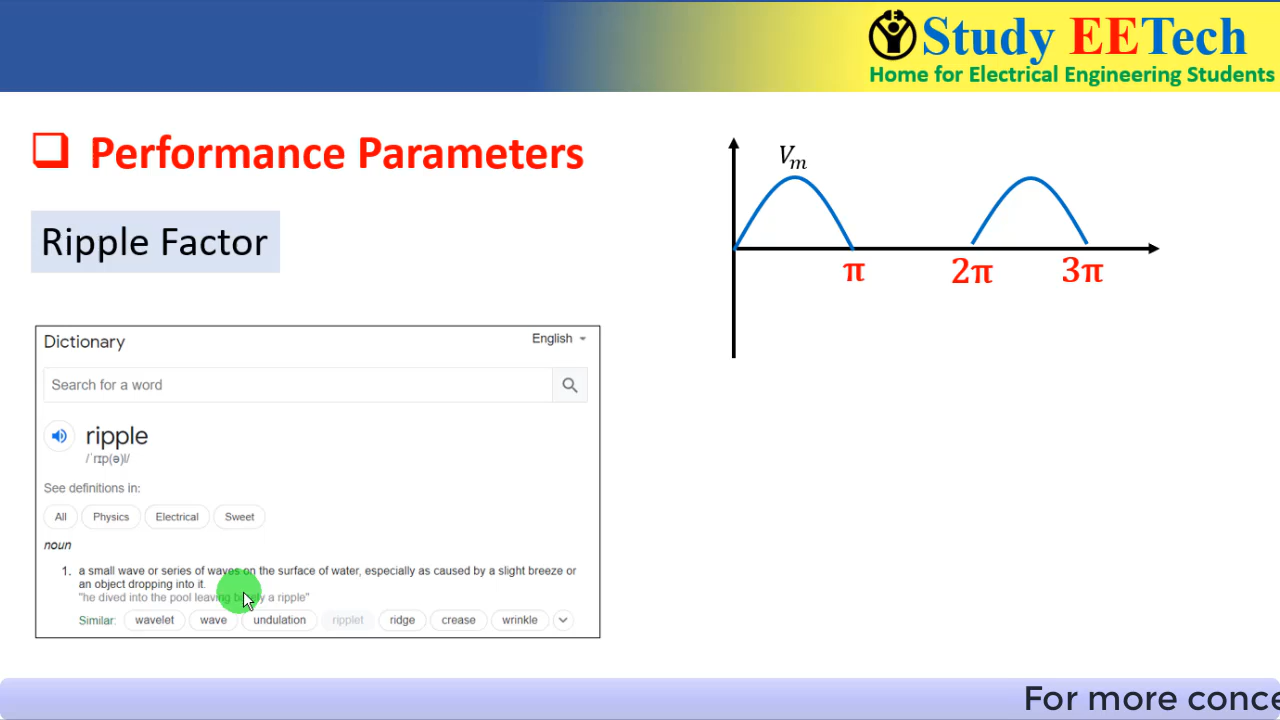 Study EETech
Home for Electrical Engineering Students
Performance Parameters
Ripple Factor
Vm
π
2π
3π
Dictionary
English
Search for a word
ripple
/ˈrɪp(ə)l/
See definitions in:
All
Physics
Electrical
Sweet
noun
1. a small wave or series of waves on the surface of water, especially as caused by a slight breeze or
an object dropping into it.
"he dived into the pool leaving barely a ripple"
Similar: wavelet wave undulation ripplet ridge crease wrinkle
For more conce